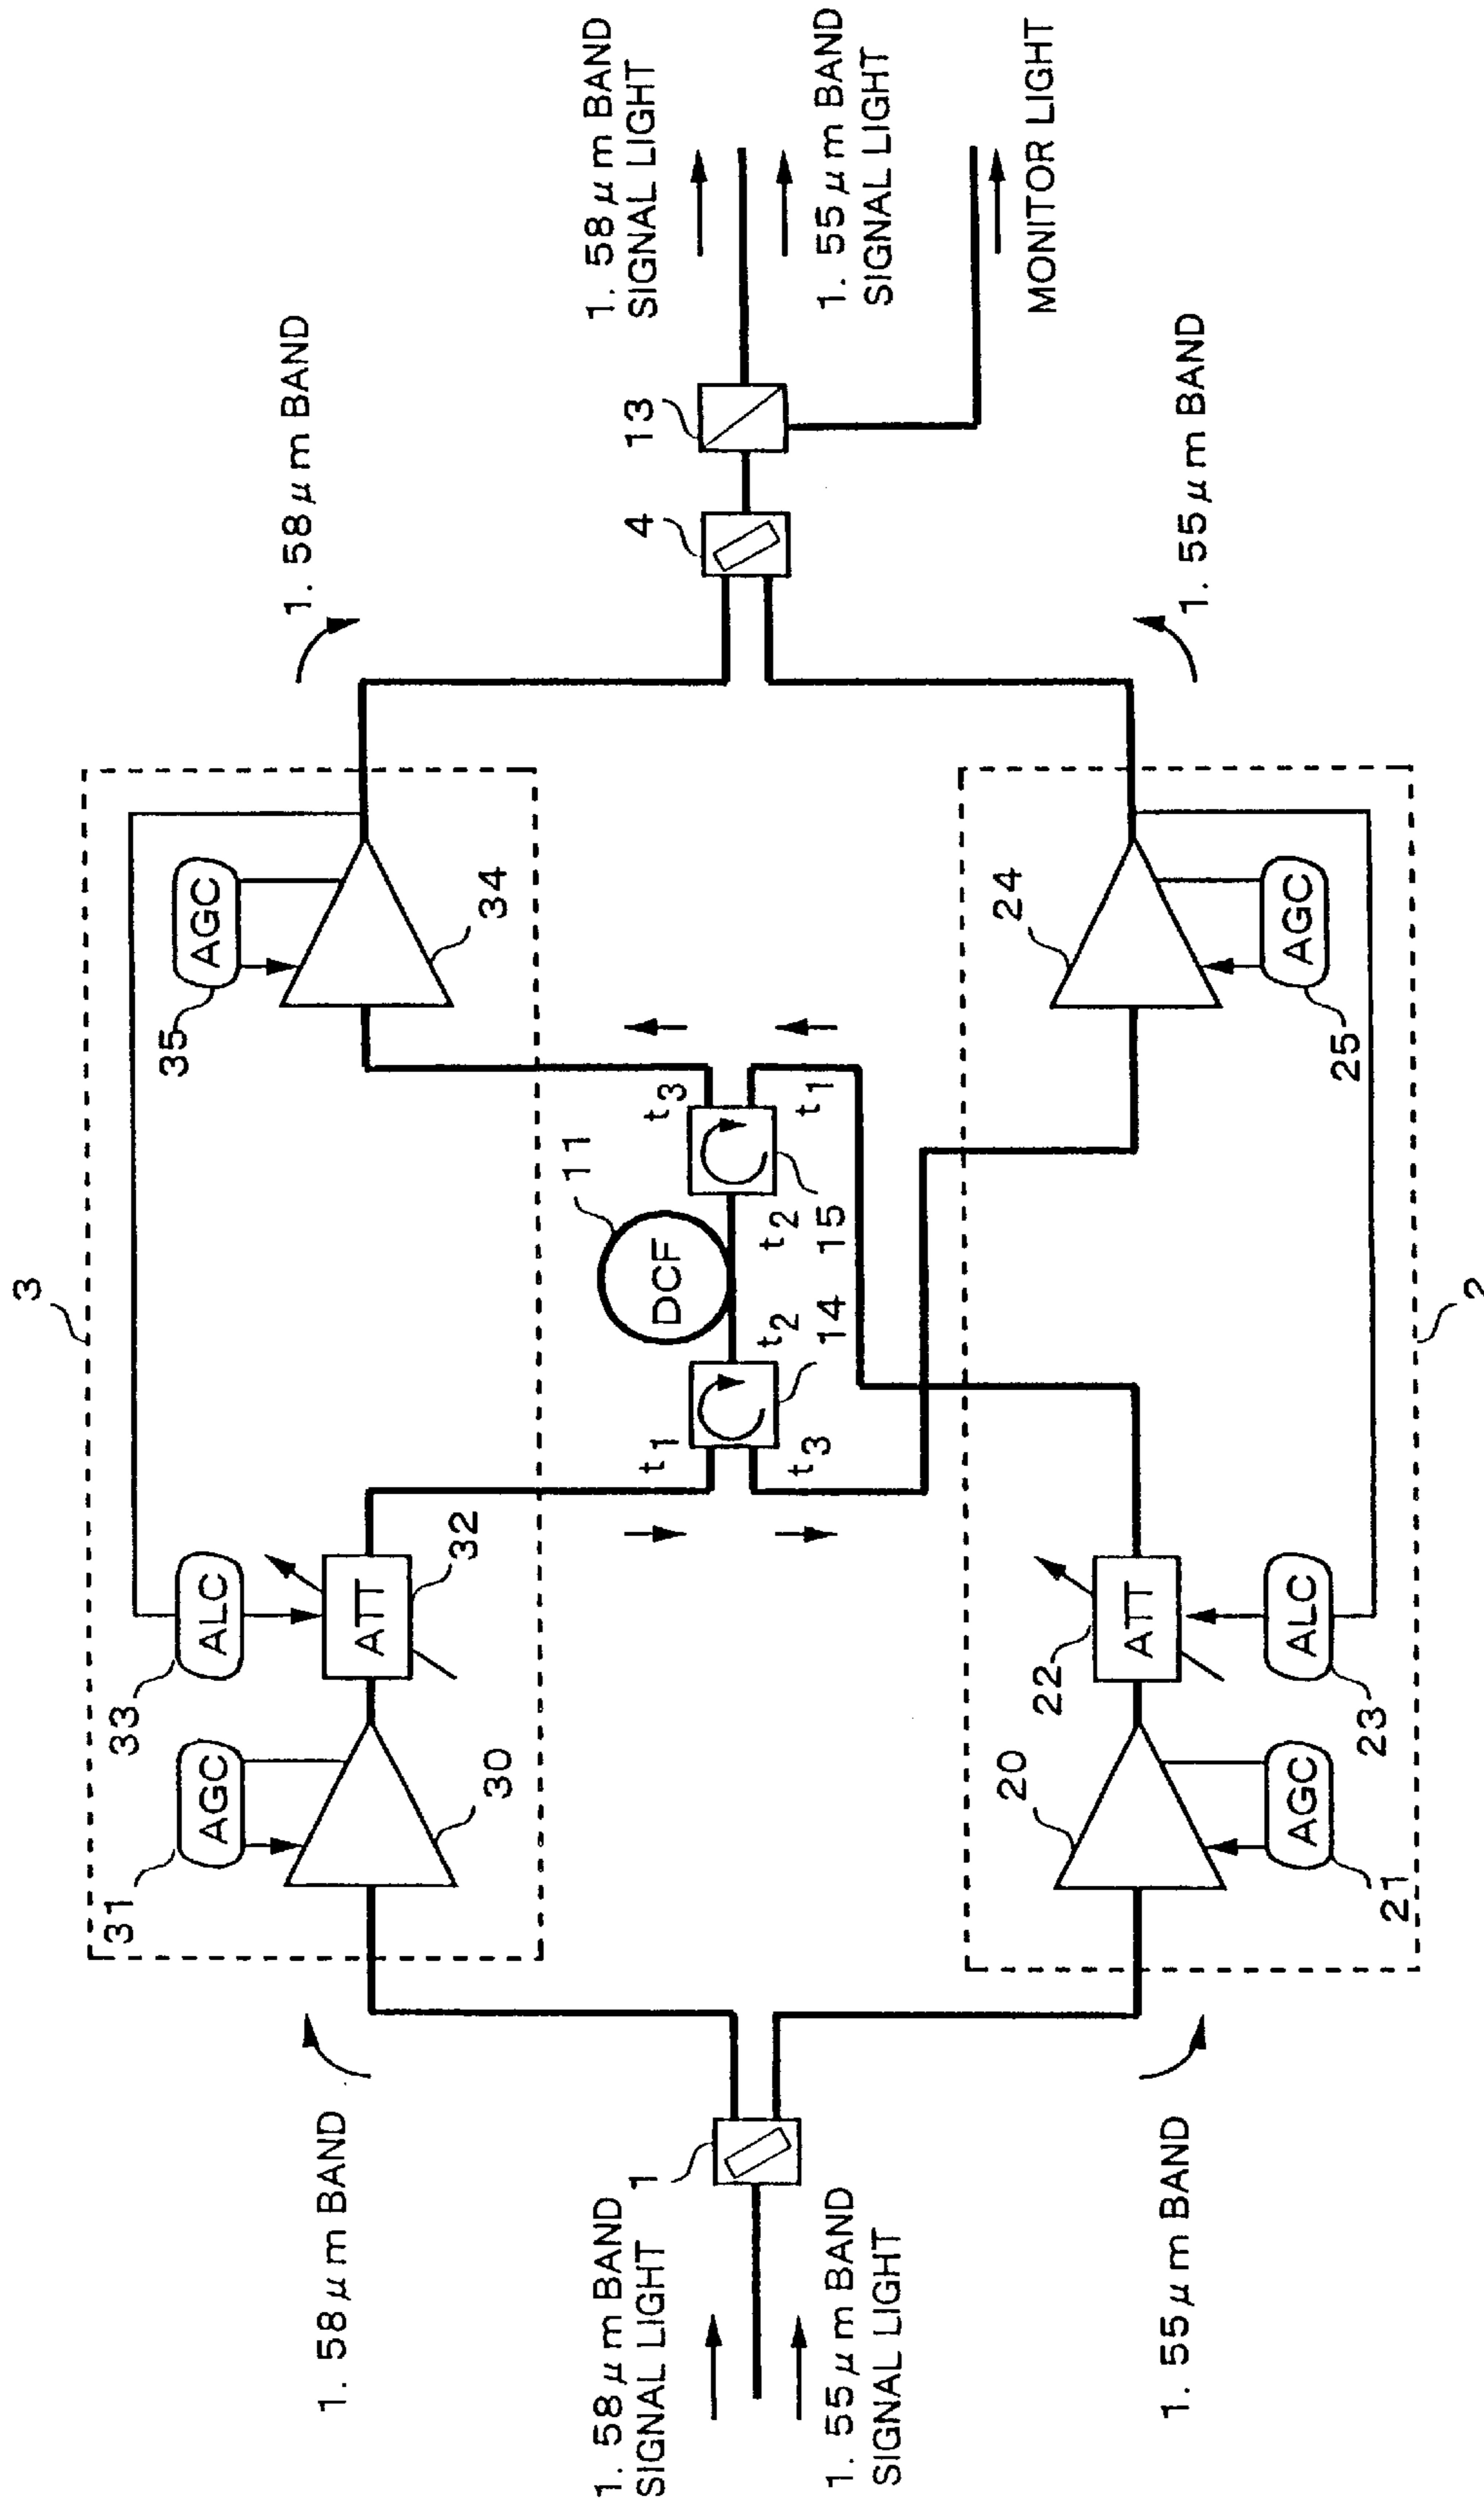 3
1. 58μm BAND
1. 58μm BAND
31
AGC
33
ALC
35
AGC
30
ATT
32
34
1. 58μm BAND
SIGNAL LIGHT
1
t1
t3
11
DCF
t3
t1
t2
t2
14
15
4
13
1. 58μm BAND
SIGNAL LIGHT
1. 55μm BAND
SIGNAL LIGHT
1. 55μm BAND
SIGNAL LIGHT
MONITOR LIGHT
20
22
ATT
24
1. 55μm BAND
1. 55μm BAND
AGC
21
ALC
23
AGC
25
2